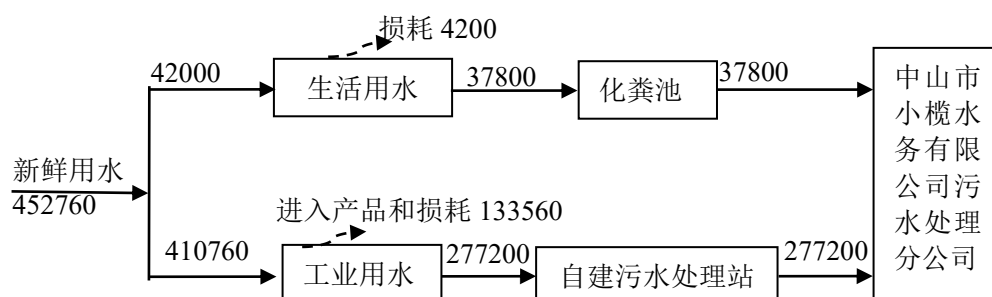 损耗 4200
42000
生活用水
37800
化粪池
37800
中山市
小榄水
务有限
公司污
水处理
分公司
新鲜用水
452760
进入产品和损耗 133560
410760
工业用水
277200
自建污水处理站
277200